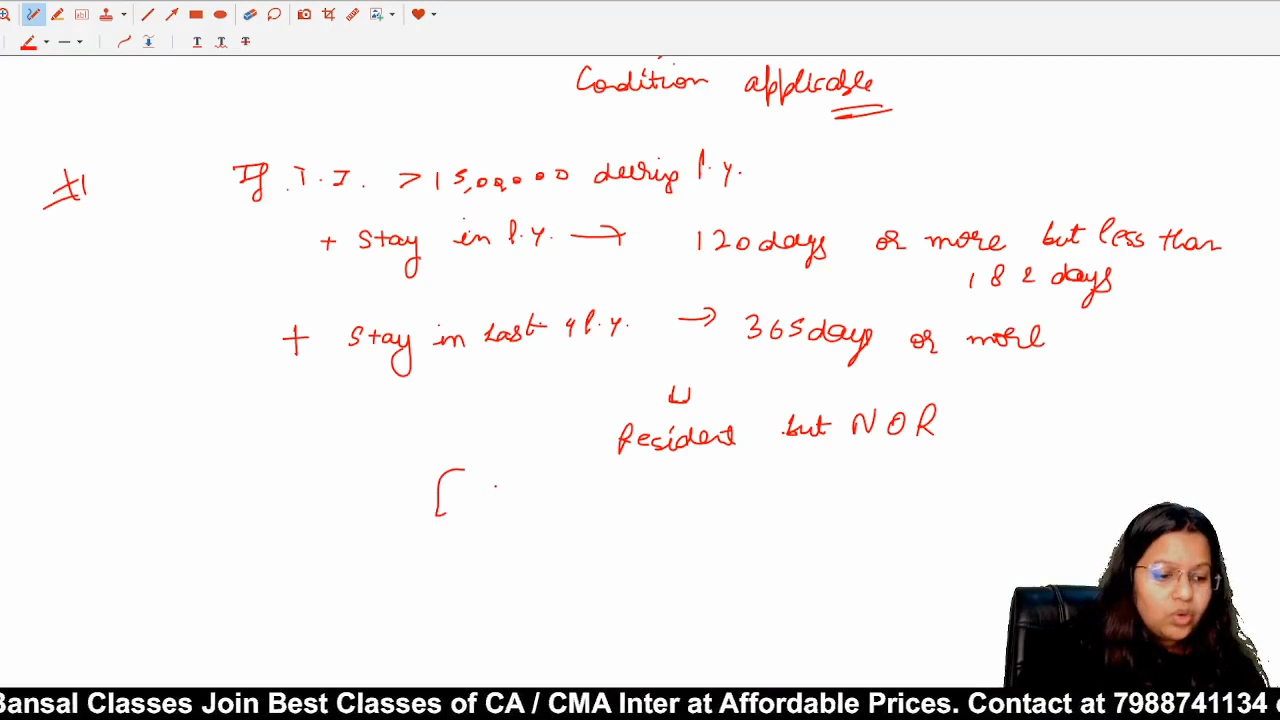 Condition applicable
If T.I. > 15,00,000 during P.Y.
+ Stay in P.Y. → 120 days or more but less than
182 days
+ Stay in Last 4 P.Y. → 365 days or more
Resident but NOR
Bansal Classes Join Best Classes of CA / CMA Inter at Affordable Prices. Contact at 7988741134